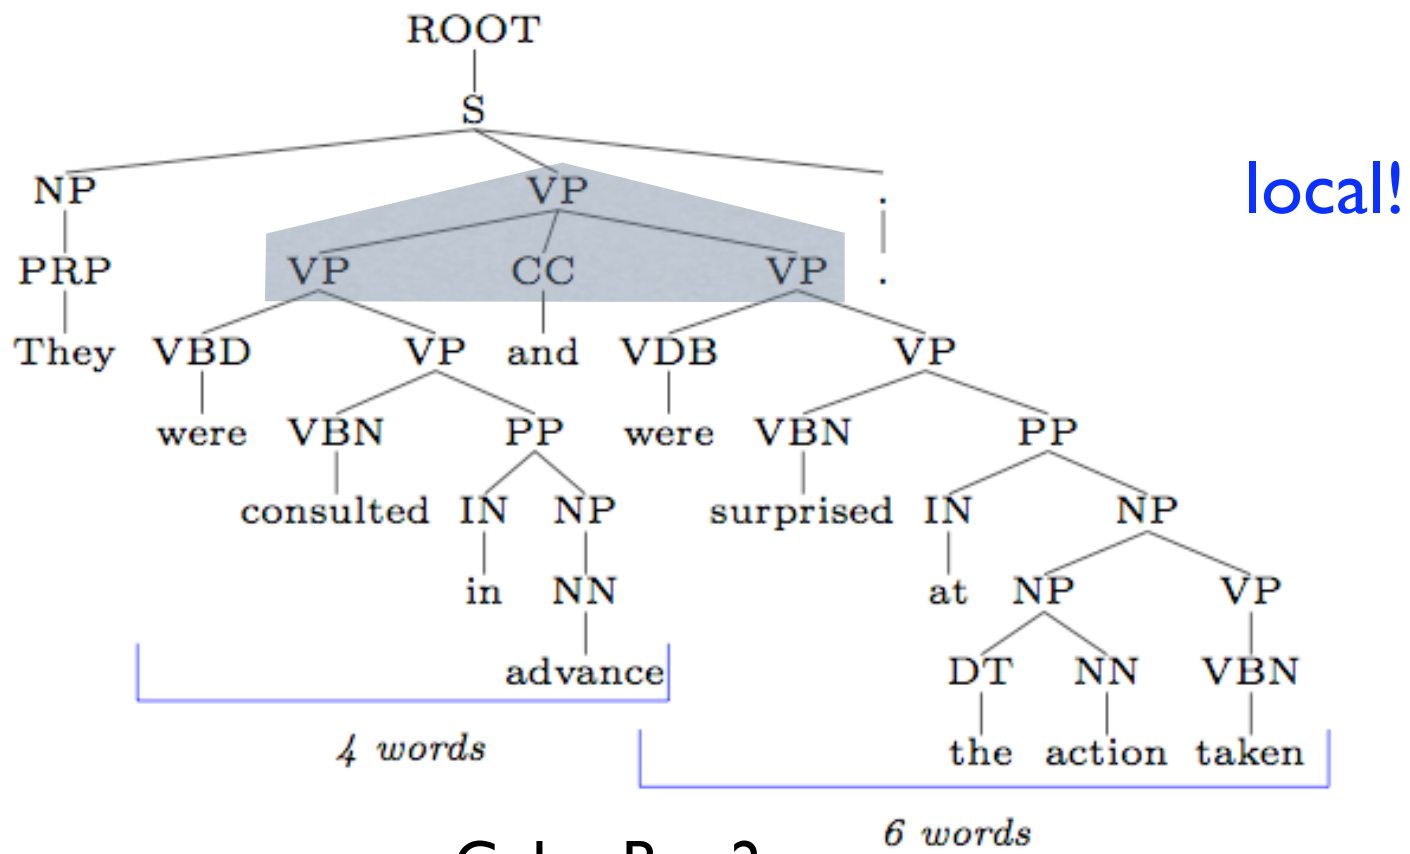 ROOT
S
NP VP .
local!
PRP VP CC VP .
They VBD VP and VDB VP
were VBN PP were VBN PP
consulted IN NP surprised IN NP
in NN at NP VP
advance DT NN VBN
4 words the action taken
6 words